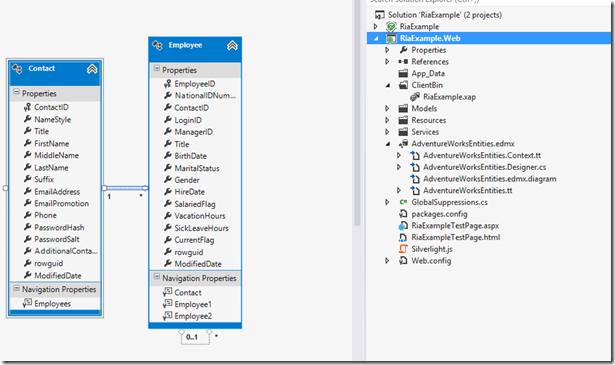 Search Solution Explorer (Ctrl+;)
Solution 'RiaExample' (2 projects)
RiaExample
RiaExample.Web
Properties
References
App_Data
ClientBin
RiaExample.xap
Models
Resources
Services
AdventureWorksEntities.edmx
AdventureWorksEntities.Context.tt
AdventureWorksEntities.Designer.cs
AdventureWorksEntities.edmx.diagram
AdventureWorksEntities.tt
GlobalSuppressions.cs
packages.config
RiaExampleTestPage.aspx
RiaExampleTestPage.html
Silverlight.js
Web.config
Contact
Properties
ContactID
NameStyle
Title
FirstName
MiddleName
LastName
Suffix
EmailAddress
EmailPromotion
Phone
PasswordHash
PasswordSalt
AdditionalConta...
rowguid
ModifiedDate
Navigation Properties
Employees
1
*
Employee
Properties
EmployeeID
NationalIDNum...
ContactID
LoginID
ManagerID
Title
BirthDate
MaritalStatus
Gender
HireDate
SalariedFlag
VacationHours
SickLeaveHours
CurrentFlag
rowguid
ModifiedDate
Navigation Properties
Contact
Employee1
Employee2
0..1
*